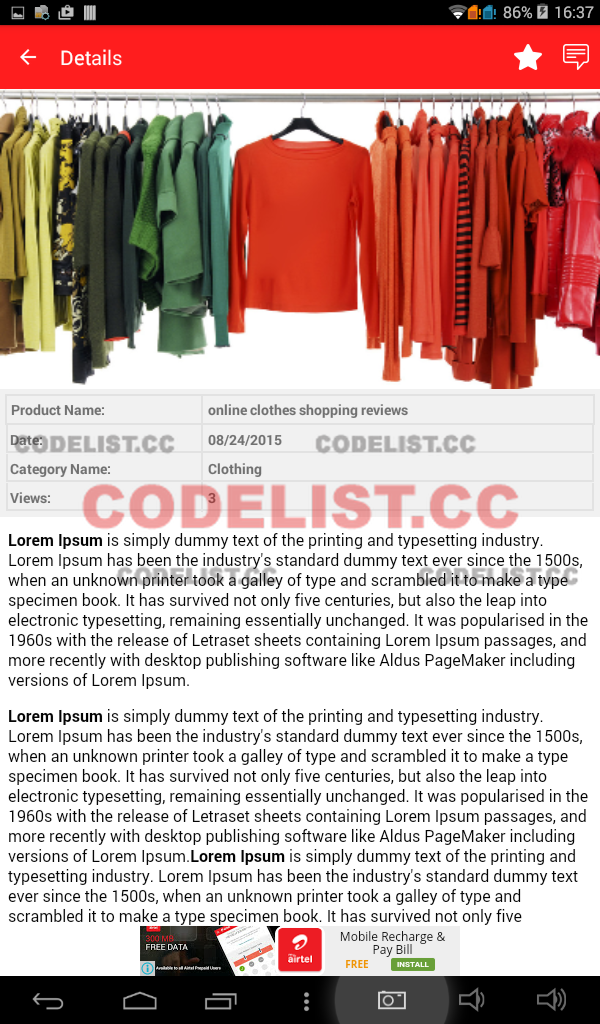 86% 16:37
Details
Product Name: online clothes shopping reviews
Date: 08/24/2015
CODELIST.CC CODELIST.CC
Category Name: Clothing
Views: 3
CODELIST.CC
Lorem Ipsum is simply dummy text of the printing and typesetting industry.
Lorem Ipsum has been the industry's standard dummy text ever since the 1500s,
CODELIST.CC CODELIST.CC
when an unknown printer took a galley of type and scrambled it to make a type
specimen book. It has survived not only five centuries, but also the leap into
electronic typesetting, remaining essentially unchanged. It was popularised in the
1960s with the release of Letraset sheets containing Lorem Ipsum passages, and
more recently with desktop publishing software like Aldus PageMaker including
versions of Lorem Ipsum.
Lorem Ipsum is simply dummy text of the printing and typesetting industry.
Lorem Ipsum has been the industry's standard dummy text ever since the 1500s,
when an unknown printer took a galley of type and scrambled it to make a type
specimen book. It has survived not only five centuries, but also the leap into
electronic typesetting, remaining essentially unchanged. It was popularised in the
1960s with the release of Letraset sheets containing Lorem Ipsum passages, and
more recently with desktop publishing software like Aldus PageMaker including
versions of Lorem Ipsum.Lorem Ipsum is simply dummy text of the printing and
typesetting industry. Lorem Ipsum has been the industry's standard dummy text
ever since the 1500s, when an unknown printer took a galley of type and
scrambled it to make a type specimen book. It has survived not only five
300 MB
FREE DATA
Available to all Airtel Prepaid Users
airtel
Mobile Recharge &
Pay Bill
FREE INSTALL